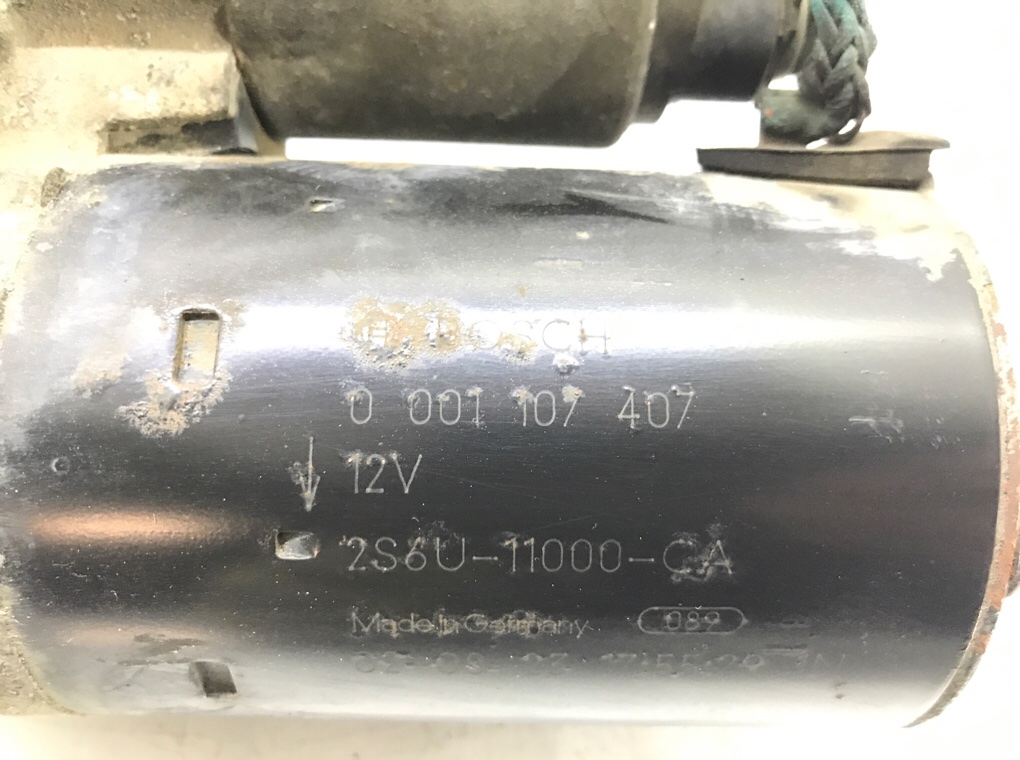 BOSCH
0 001 107 407
12V
2S6U-11000-CA
Made in Germany 089